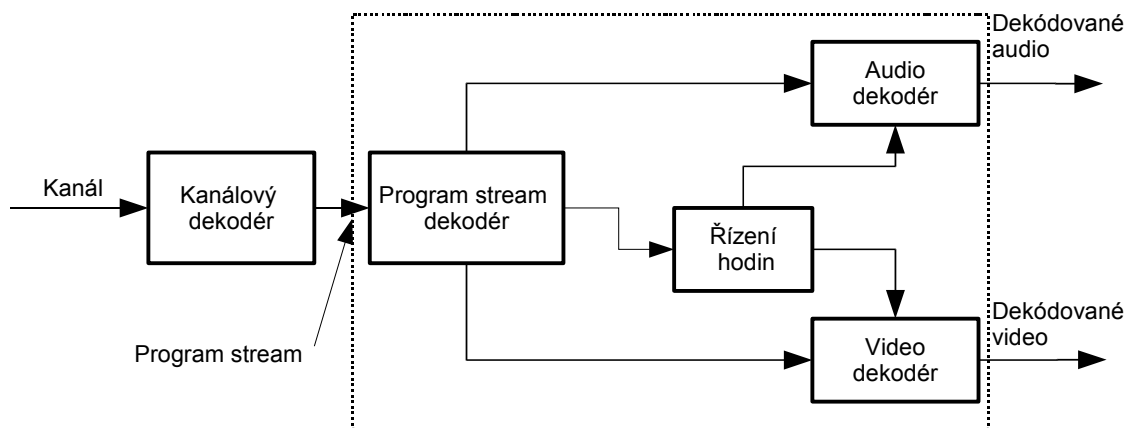 Dekódované
audio
Audio
dekodér
Kanál
Kanálový
dekodér
Program stream
dekodér
Řízení
hodin
Program stream
Video
dekodér
Dekódované
video